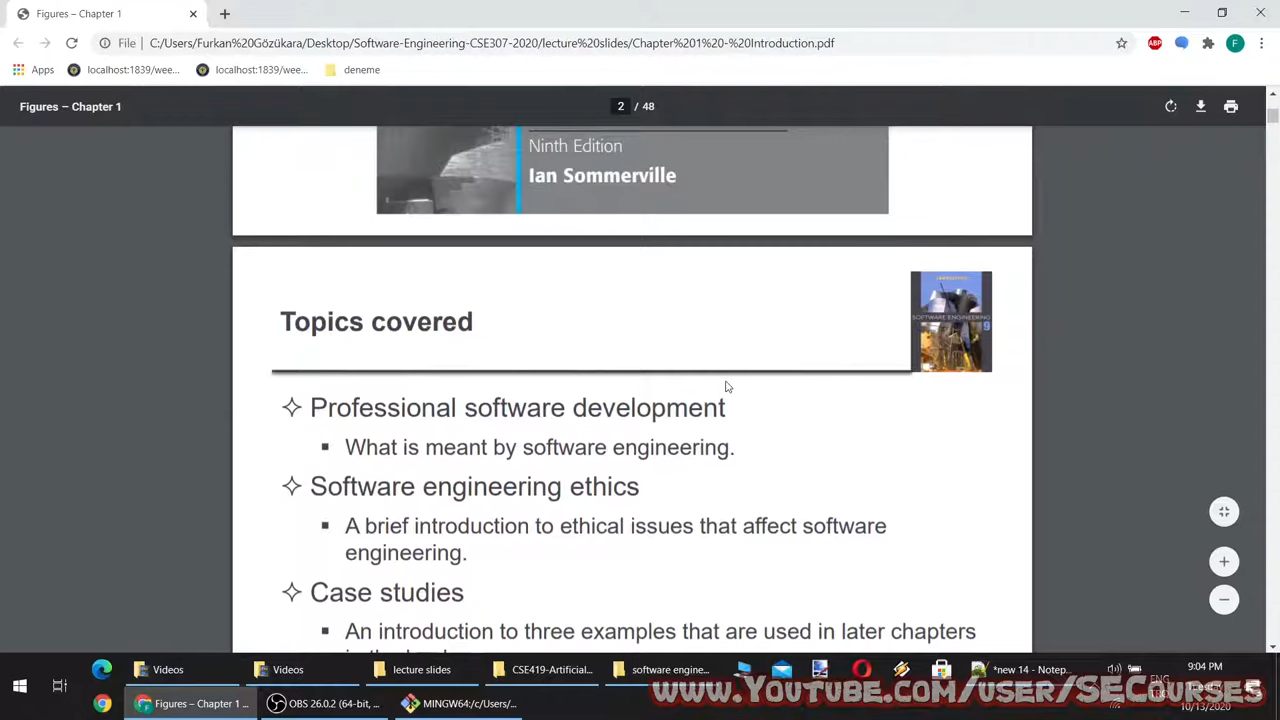 Figures – Chapter 1
File
C:/Users/Furkan%20Gözükara/Desktop/Software-Engineering-CSE307-2020/lecture%20slides/Chapter%201%20-%20Introduction.pdf
ABP
F
Apps
localhost:1839/wee...
localhost:1839/wee...
deneme
Figures – Chapter 1
2 / 48
Ninth Edition
Ian Sommerville
Topics covered
SOFTWARE ENGINEERING
9
Professional software development
What is meant by software engineering.
Software engineering ethics
A brief introduction to ethical issues that affect software
engineering.
Case studies
An introduction to three examples that are used in later chapters
Videos
Videos
lecture slides
CSE419-Artificial...
software engine...
*new 14 - Notep...
ENG
9:04 PM
Figures – Chapter 1 ...
OBS 26.0.2 (64-bit, ...
MINGW64:/c/Users/...
www.YouTube.com/user/SECourses
10/13/2020